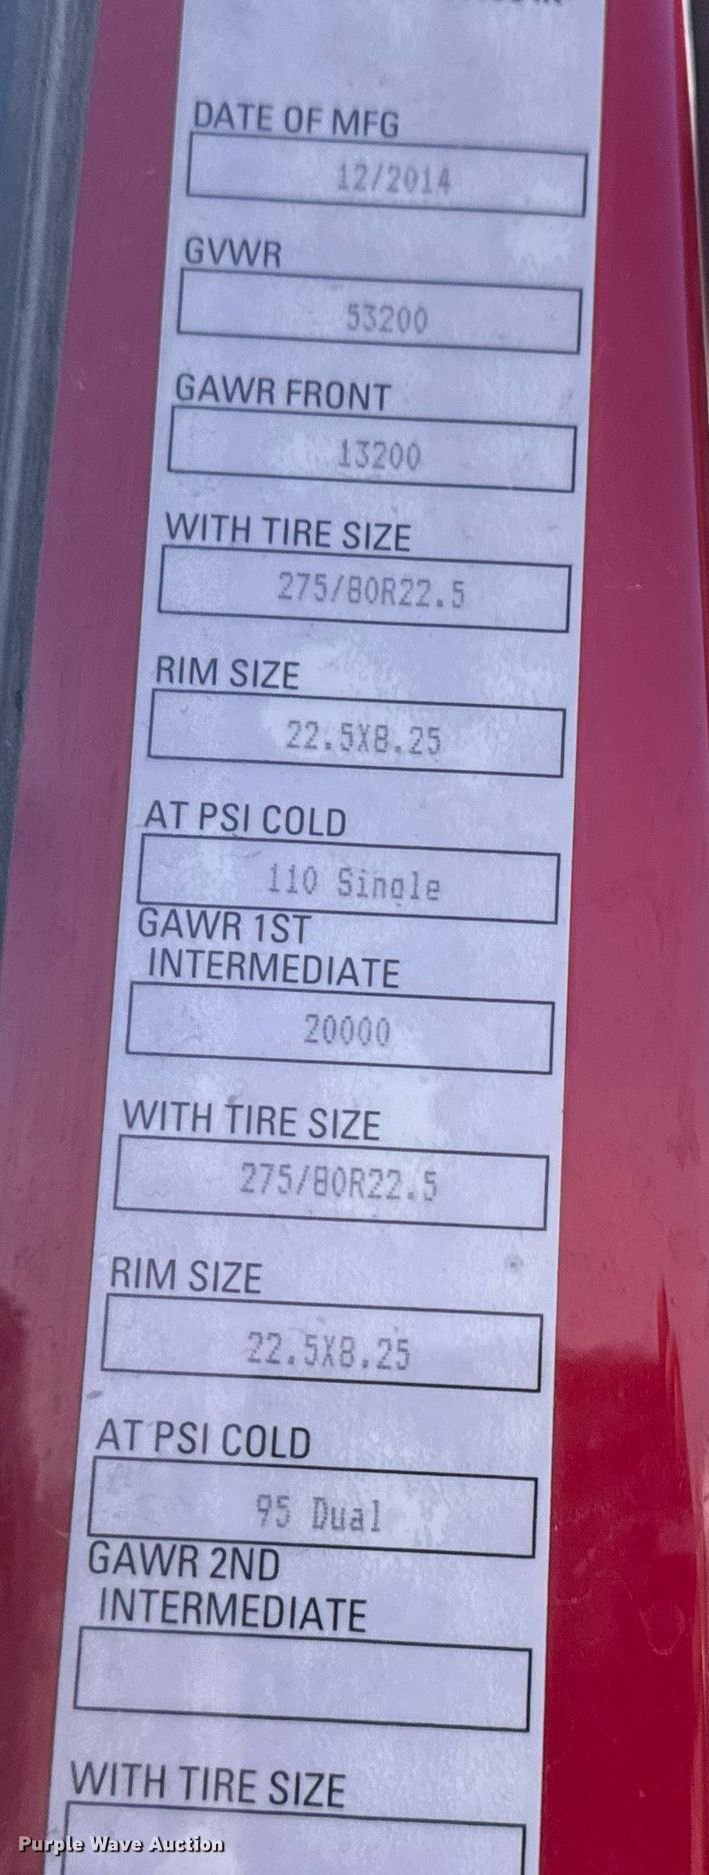 DATE OF MFG
12/2014
GVWR
53200
GAWR FRONT
13200
WITH TIRE SIZE
275/80R22.5
RIM SIZE
22.5X8.25
AT PSI COLD
110 Single
GAWR 1ST
INTERMEDIATE
20000
WITH TIRE SIZE
275/80R22.5
RIM SIZE
22.5X8.25
AT PSI COLD
95 Dual
GAWR 2ND
INTERMEDIATE
WITH TIRE SIZE
Purple Wave Auction